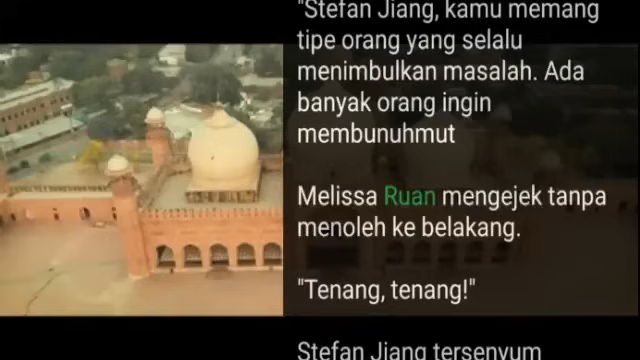 "Stefan Jiang, kamu memang
tipe orang yang selalu
menimbulkan masalah. Ada
banyak orang ingin
membunuhmut
Melissa Ruan mengejek tanpa
menoleh ke belakang.
"Tenang, tenang!"
Stefan Jiang tersenyum